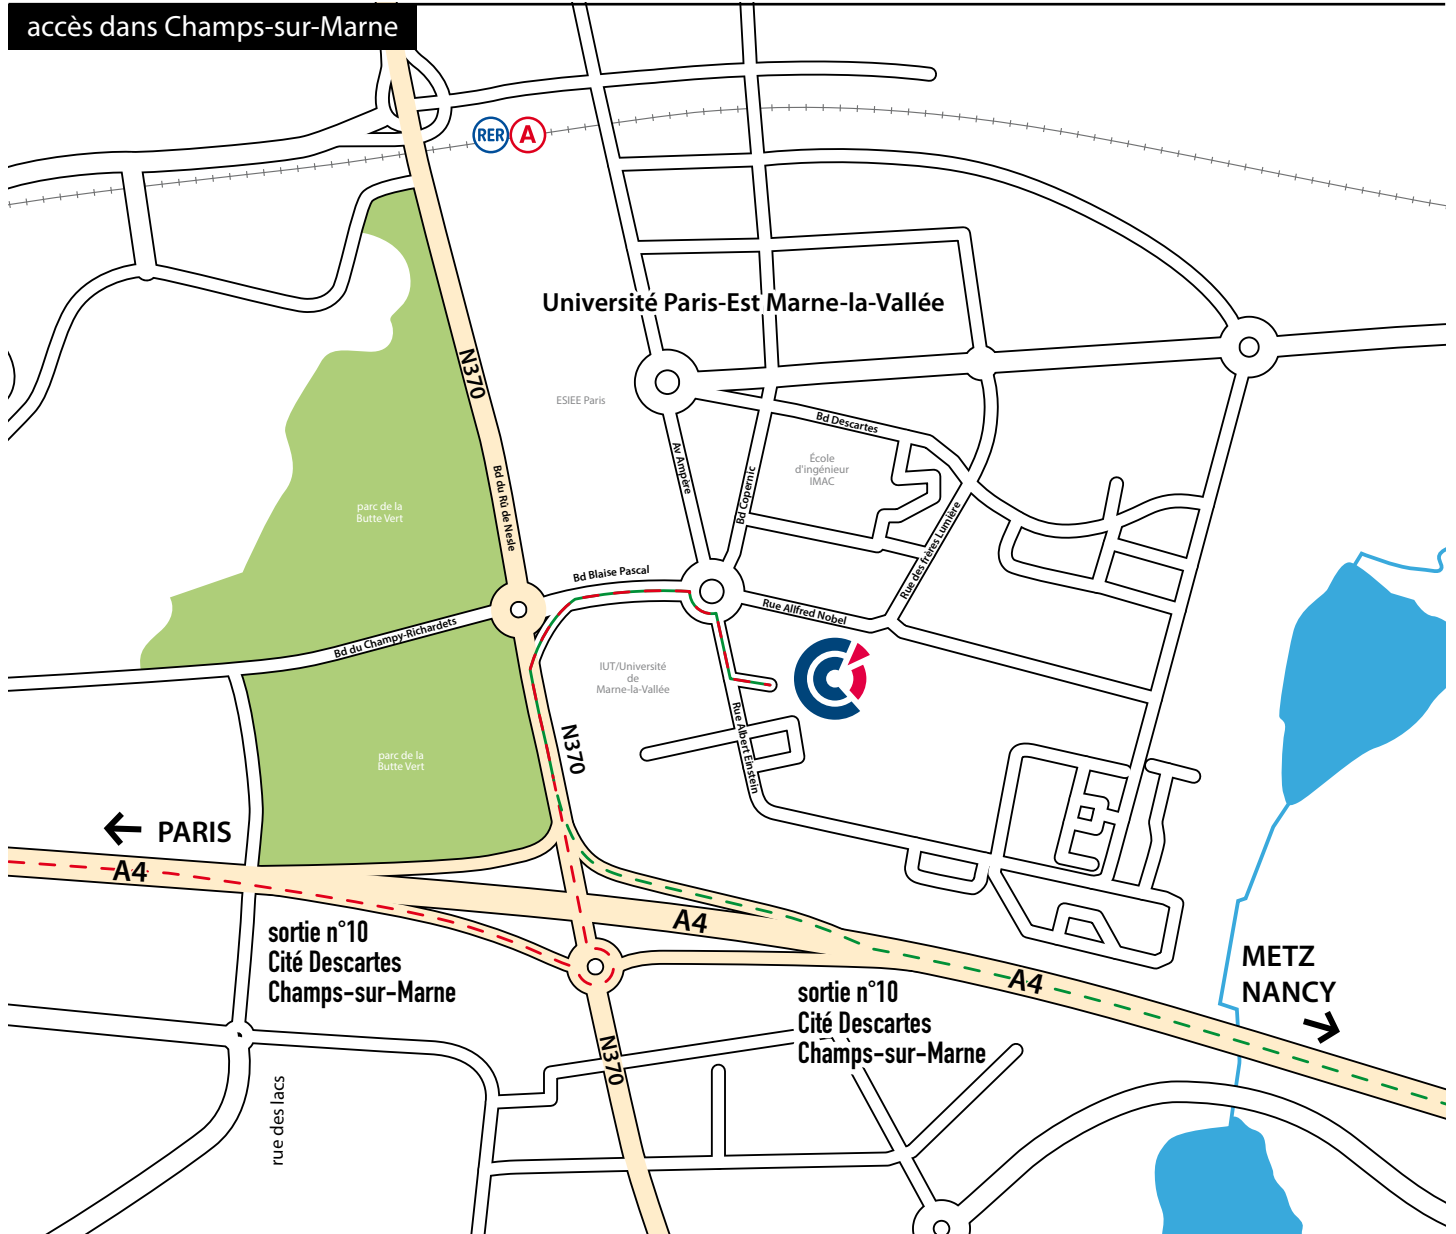 accès dans Champs-sur-Marne
RER A
Université Paris-Est Marne-la-Vallée
N370
ESIEE Paris
Bd Descartes
Av Ampère
École
d'ingénieur
IMAC
Bd Copernic
Bd du Rû de Nesle
parc de la
Butte Vert
Rue des frères Lumière
Bd Blaise Pascal
Rue Allfred Nobel
Bd du Champy-Richardets
IUT/Université
de
Marne-la-Vallée
Rue Albert Einstein
N370
parc de la
Butte Vert
PARIS
A4
A4
sortie n°10
Cité Descartes
Champs-sur-Marne
METZ
NANCY
A4
sortie n°10
Cité Descartes
Champs-sur-Marne
N370
rue des lacs